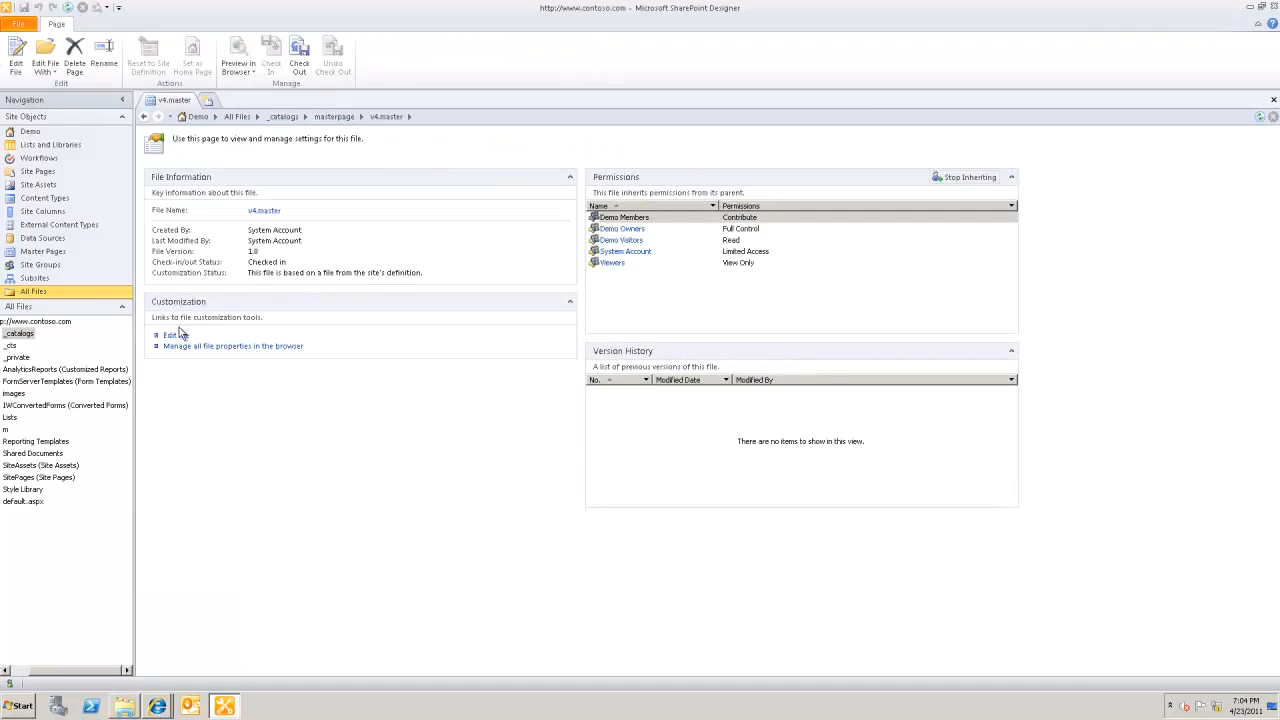 http://www.contoso.com - Microsoft SharePoint Designer
File Page
Edit File
Edit File With
Delete Page
Rename
Reset to Site Definition
Set as Home Page
Preview in Browser
Check In
Check Out
Undo Check Out
Edit Actions Manage
Navigation
Site Objects
Demo
Lists and Libraries
Workflows
Site Pages
Site Assets
Content Types
Site Columns
External Content Types
Data Sources
Master Pages
Site Groups
Subsites
All Files
All Files
p://www.contoso.com
_catalogs
_cts
_private
AnalyticsReports (Customized Reports)
FormServerTemplates (Form Templates)
images
IWConvertedForms (Converted Forms)
Lists
m
Reporting Templates
Shared Documents
SiteAssets (Site Assets)
SitePages (Site Pages)
Style Library
default.aspx
v4.master
Demo All Files _catalogs masterpage v4.master
Use this page to view and manage settings for this file.
File Information
Key information about this file.
File Name: v4.master
Created By: System Account
Last Modified By: System Account
File Version: 1.0
Check-in/out Status: Checked in
Customization Status: This file is based on a file from the site's definition.
Customization
Links to file customization tools.
Edit
Manage all file properties in the browser
Permissions Stop Inheriting
This file inherits permissions from its parent.
Name Permissions
Demo Members Contribute
Demo Owners Full Control
Demo Visitors Read
System Account Limited Access
Viewers View Only
Version History
A list of previous versions of this file.
No. Modified Date Modified By
There are no items to show in this view.
Start
7:04 PM
4/23/2011